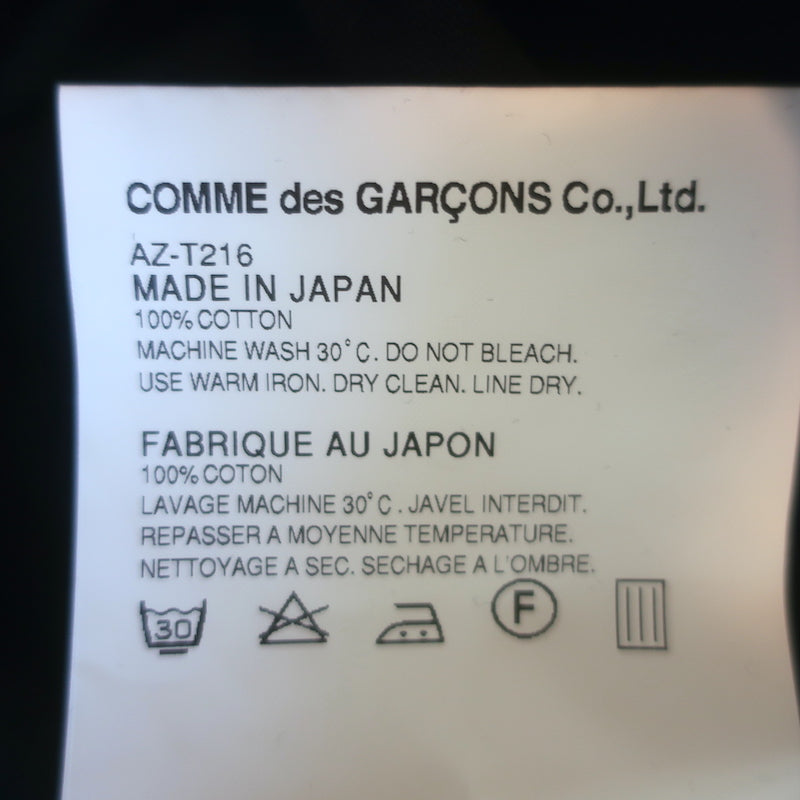 COMME des GARÇONS Co.,Ltd.
AZ-T216
MADE IN JAPAN
100% COTTON
MACHINE WASH 30°C. DO NOT BLEACH.
USE WARM IRON. DRY CLEAN. LINE DRY.
FABRIQUE AU JAPON
100% COTON
LAVAGE MACHINE 30°C. JAVEL INTERDIT.
REPASSER A MOYENNE TEMPERATURE.
NETTOYAGE A SEC. SECHAGE A L'OMBRE.
30 F